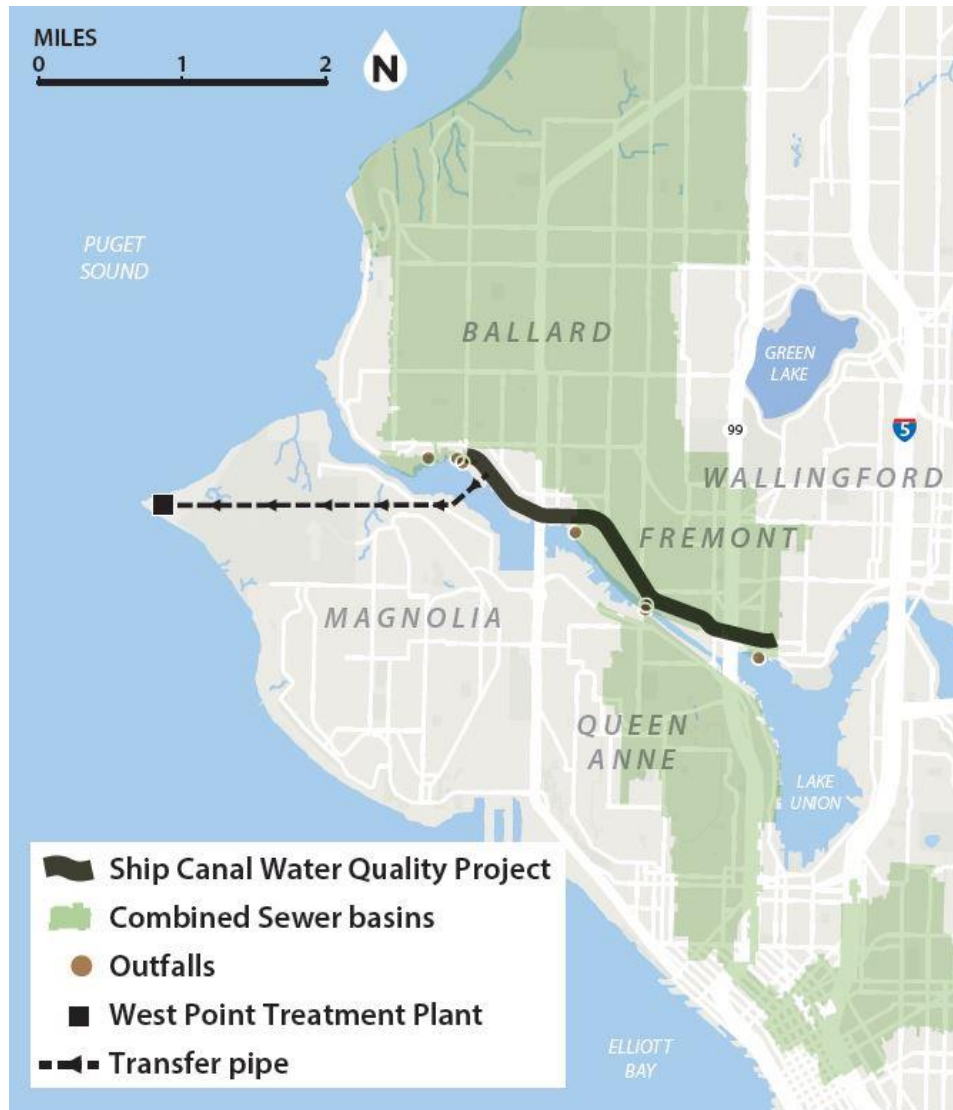 MILES
0 1 2
N
PUGET
SOUND
BALLARD
GREEN
LAKE
99
5
WALLINGFORD
FREMONT
MAGNOLIA
QUEEN
ANNE
LAKE
UNION
Ship Canal Water Quality Project
Combined Sewer basins
Outfalls
West Point Treatment Plant
Transfer pipe
ELLIOTT
BAY